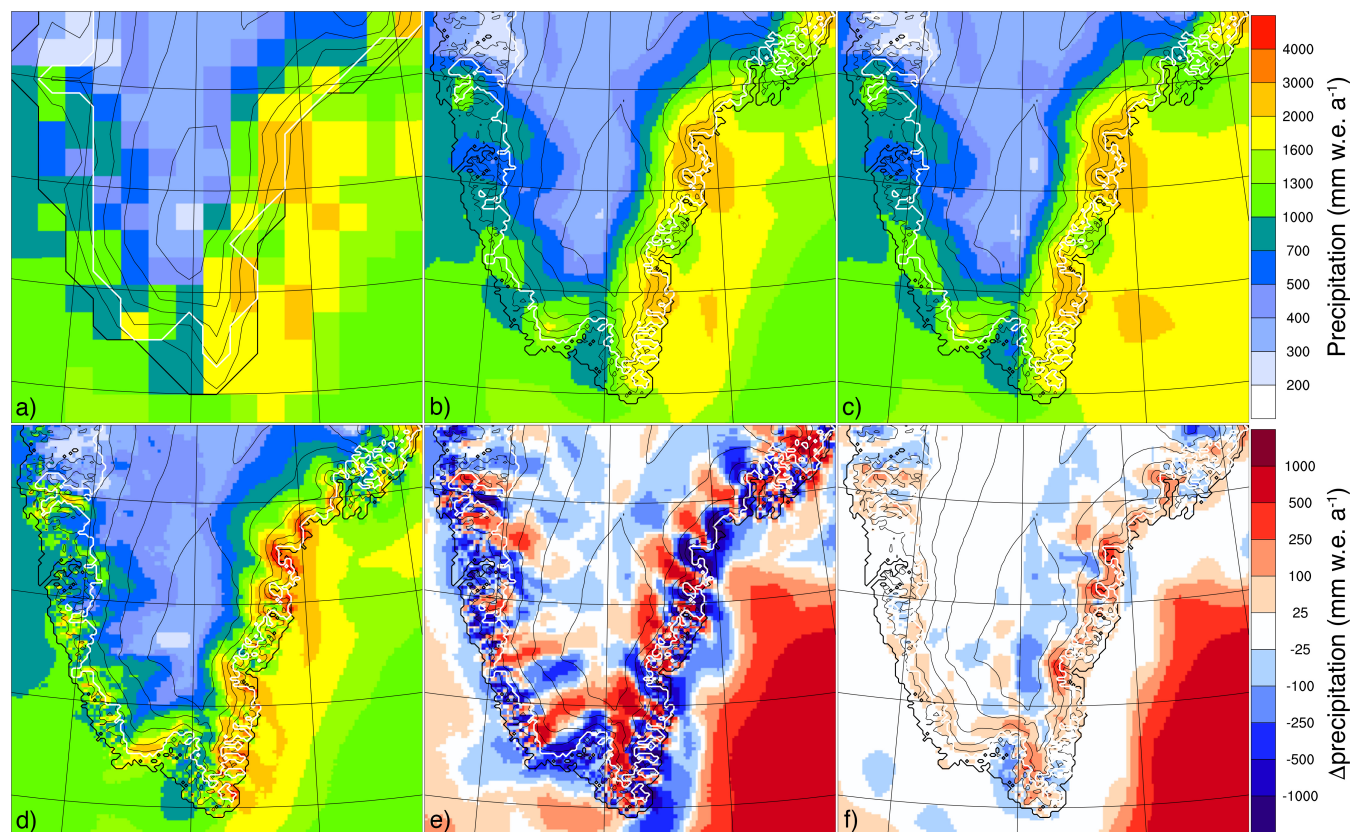 a)
b)
c)
4000
3000
2000
1600
1300
1000
700
500
400
300
200
Precipitation (mm w.e. a-1)
d)
e)
f)
1000
500
250
100
25
-25
-100
-250
-500
-1000
Δprecipitation (mm w.e. a-1)